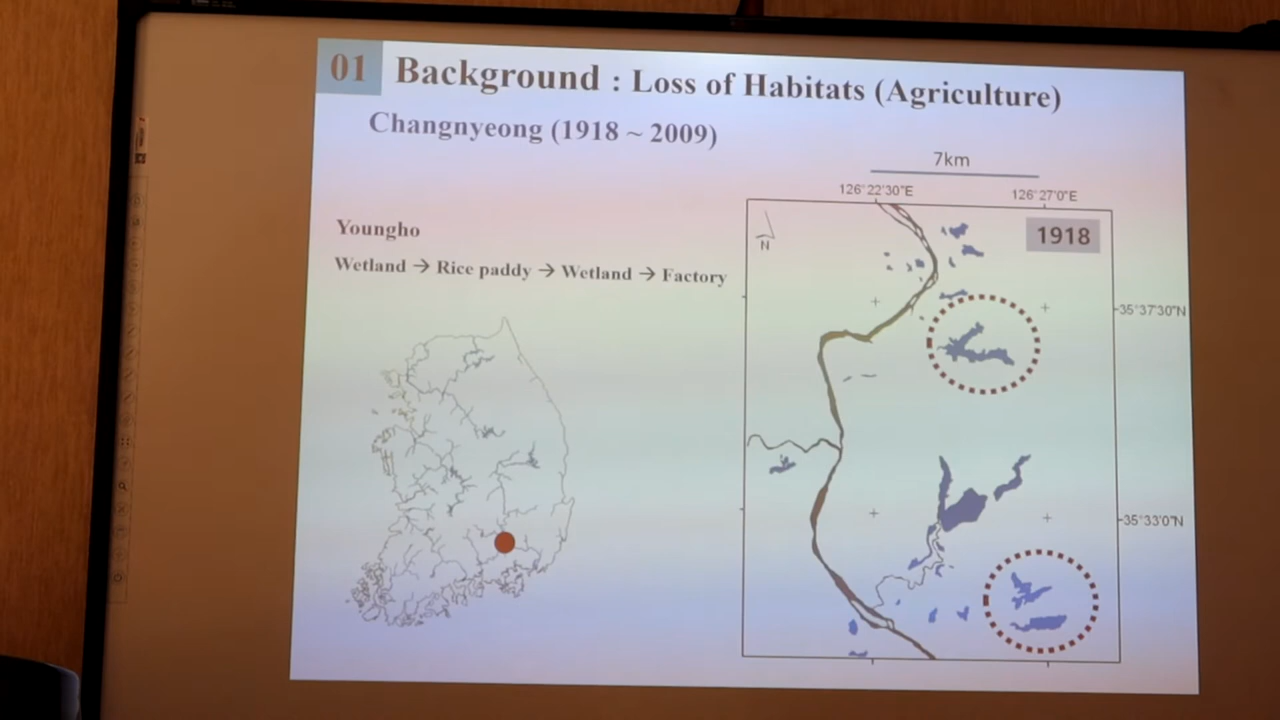 01 Background : Loss of Habitats (Agriculture)
Changnyeong (1918 ~ 2009)
7km
126°22'30"E 126°27'0"E
1918
N
Youngho
Wetland → Rice paddy → Wetland → Factory
35°37'30"N
35°33'0"N